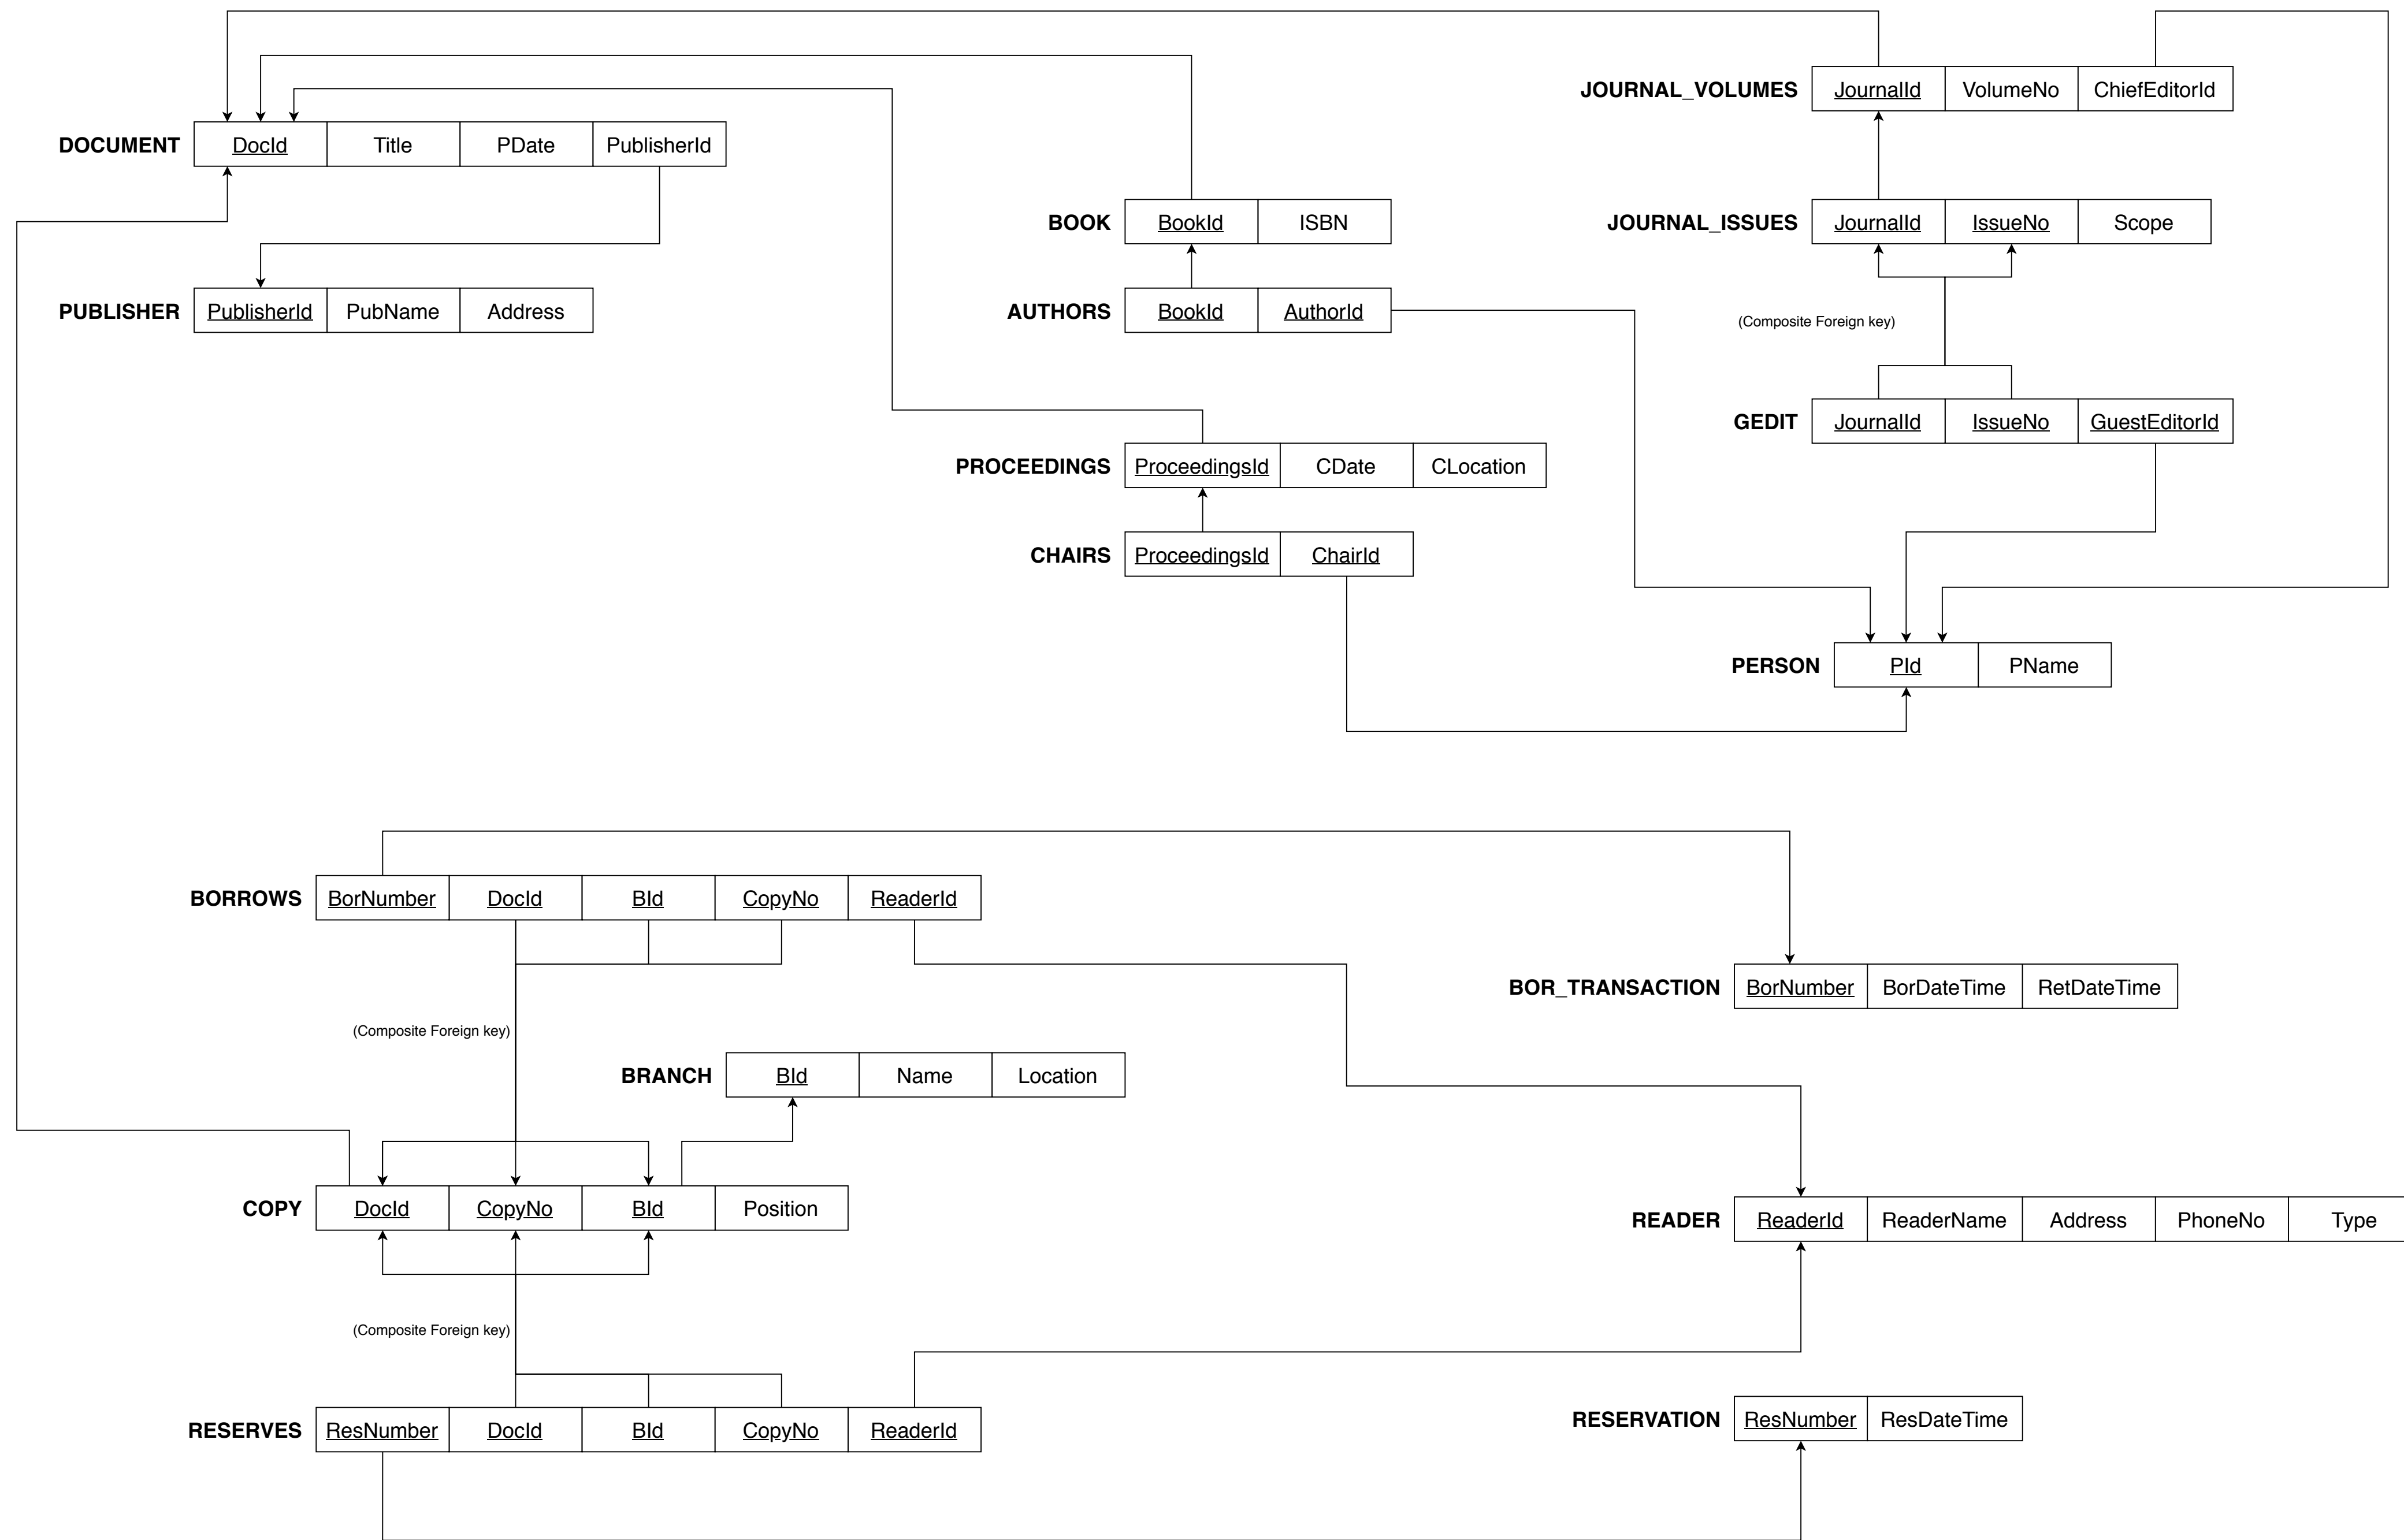 JOURNAL_VOLUMES JournalId VolumeNo ChiefEditorId
DOCUMENT DocId Title PDate PublisherId
BOOK BookId ISBN
JOURNAL_ISSUES JournalId IssueNo Scope
PUBLISHER PublisherId PubName Address
AUTHORS BookId AuthorId
(Composite Foreign key)
GEDIT JournalId IssueNo GuestEditorId
PROCEEDINGS ProceedingsId CDate CLocation
CHAIRS ProceedingsId ChairId
PERSON PId PName
BORROWS BorNumber DocId BId CopyNo ReaderId
BOR_TRANSACTION BorNumber BorDateTime RetDateTime
(Composite Foreign key)
BRANCH BId Name Location
COPY DocId CopyNo BId Position
READER ReaderId ReaderName Address PhoneNo Type
(Composite Foreign key)
RESERVATION ResNumber ResDateTime
RESERVES ResNumber DocId BId CopyNo ReaderId